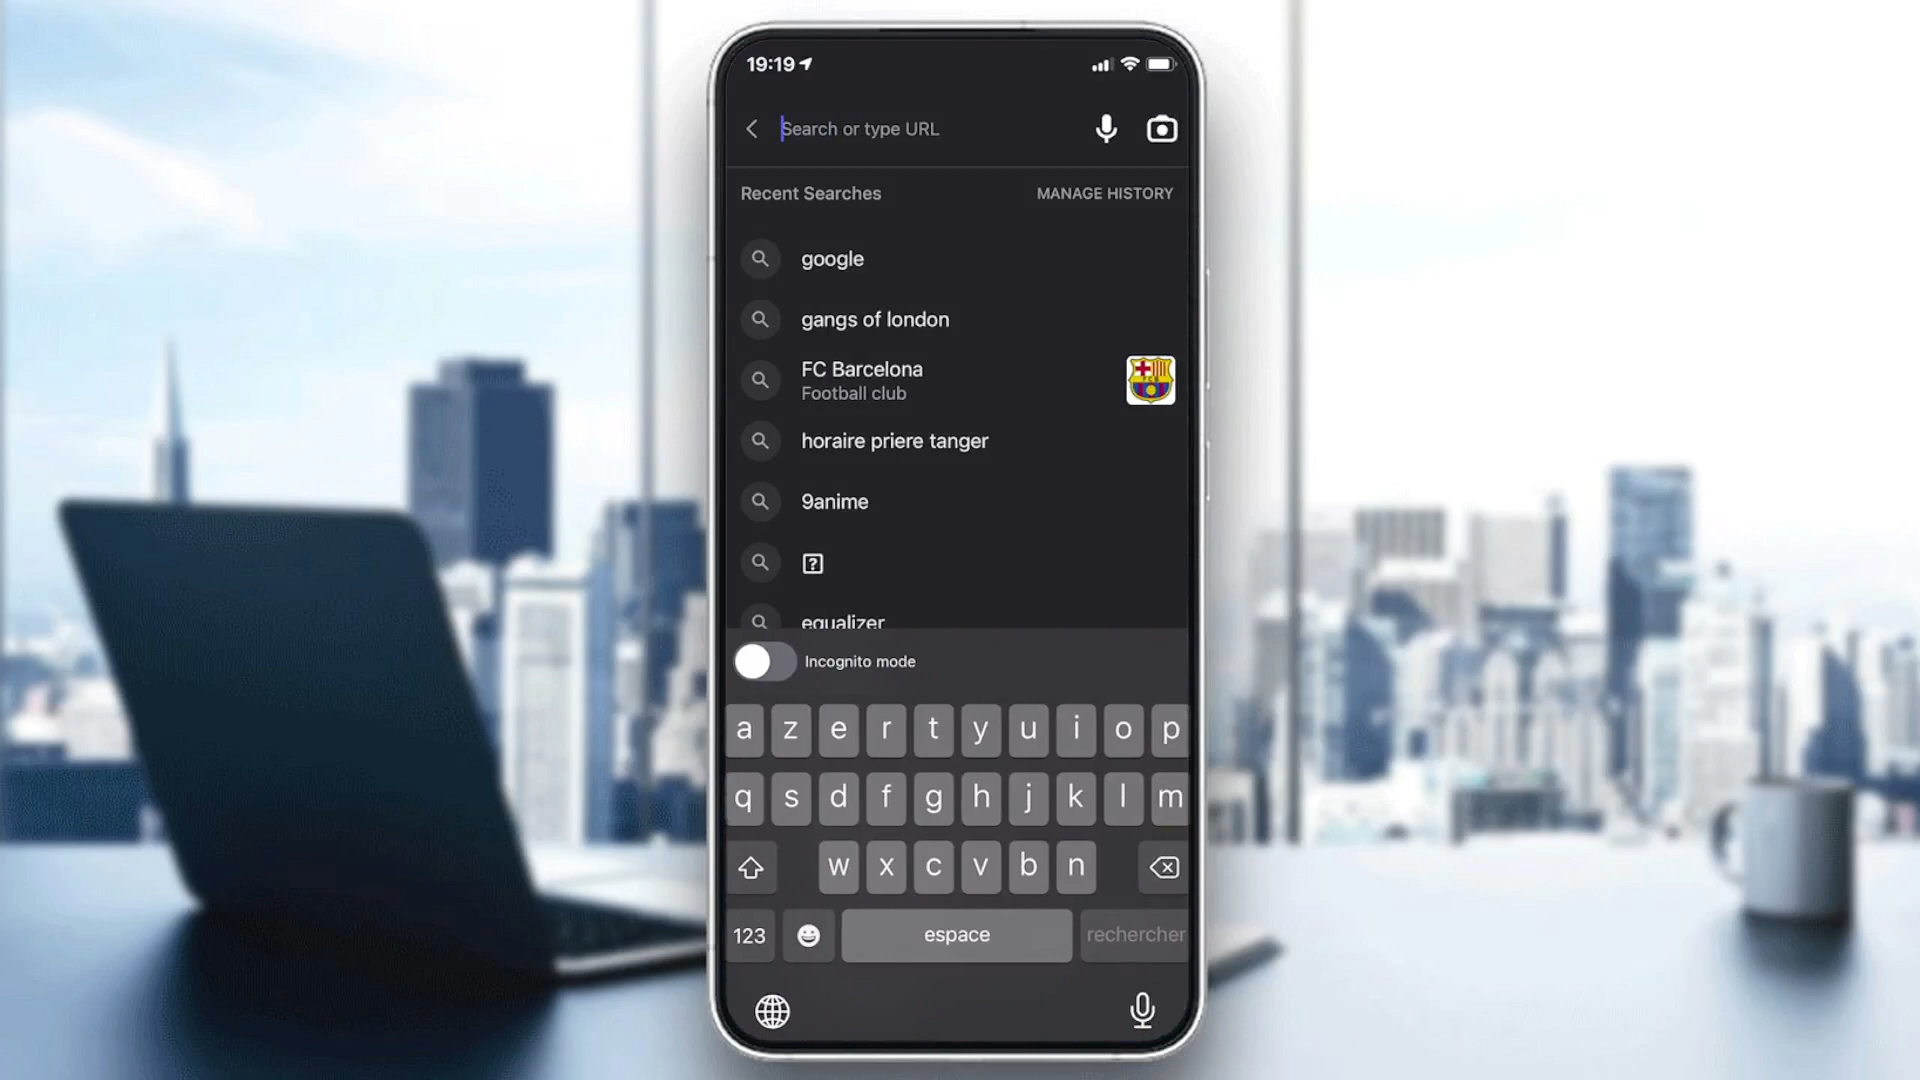 19:19
Search or type URL
Recent Searches
MANAGE HISTORY
google
gangs of london
FC Barcelona
Football club
horaire priere tanger
9anime
equalizer
Incognito mode
a z e r t y u i o p
q s d f g h j k l m
w x c v b n
123 espace rechercher